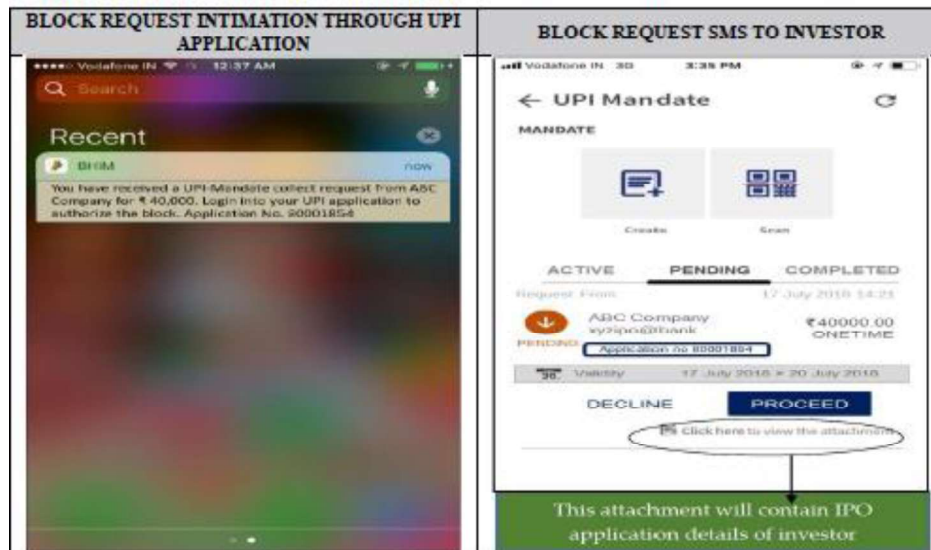 BLOCK REQUEST INTIMATION THROUGH UPI
APPLICATION
Vodafone IN 12:37 AM
Search
Recent
BHIM now
You have received a UPI-Mandate collect request from ABC
Company for ₹ 40,000. Login into your UPI application to
authorize the block. Application No. 80001854
BLOCK REQUEST SMS TO INVESTOR
Vodafone IN 3G 3:35 PM
← UPI Mandate
MANDATE
Create Scan
ACTIVE PENDING COMPLETED
Request From 17 July 2018 14:21
ABC Company ₹40000.00
xyzipo@bank ONETIME
PENDING Application no 80001854
Validity 17 July 2018 - 20 July 2018
DECLINE PROCEED
Click here to view the attachment
This attachment will contain IPO
application details of investor